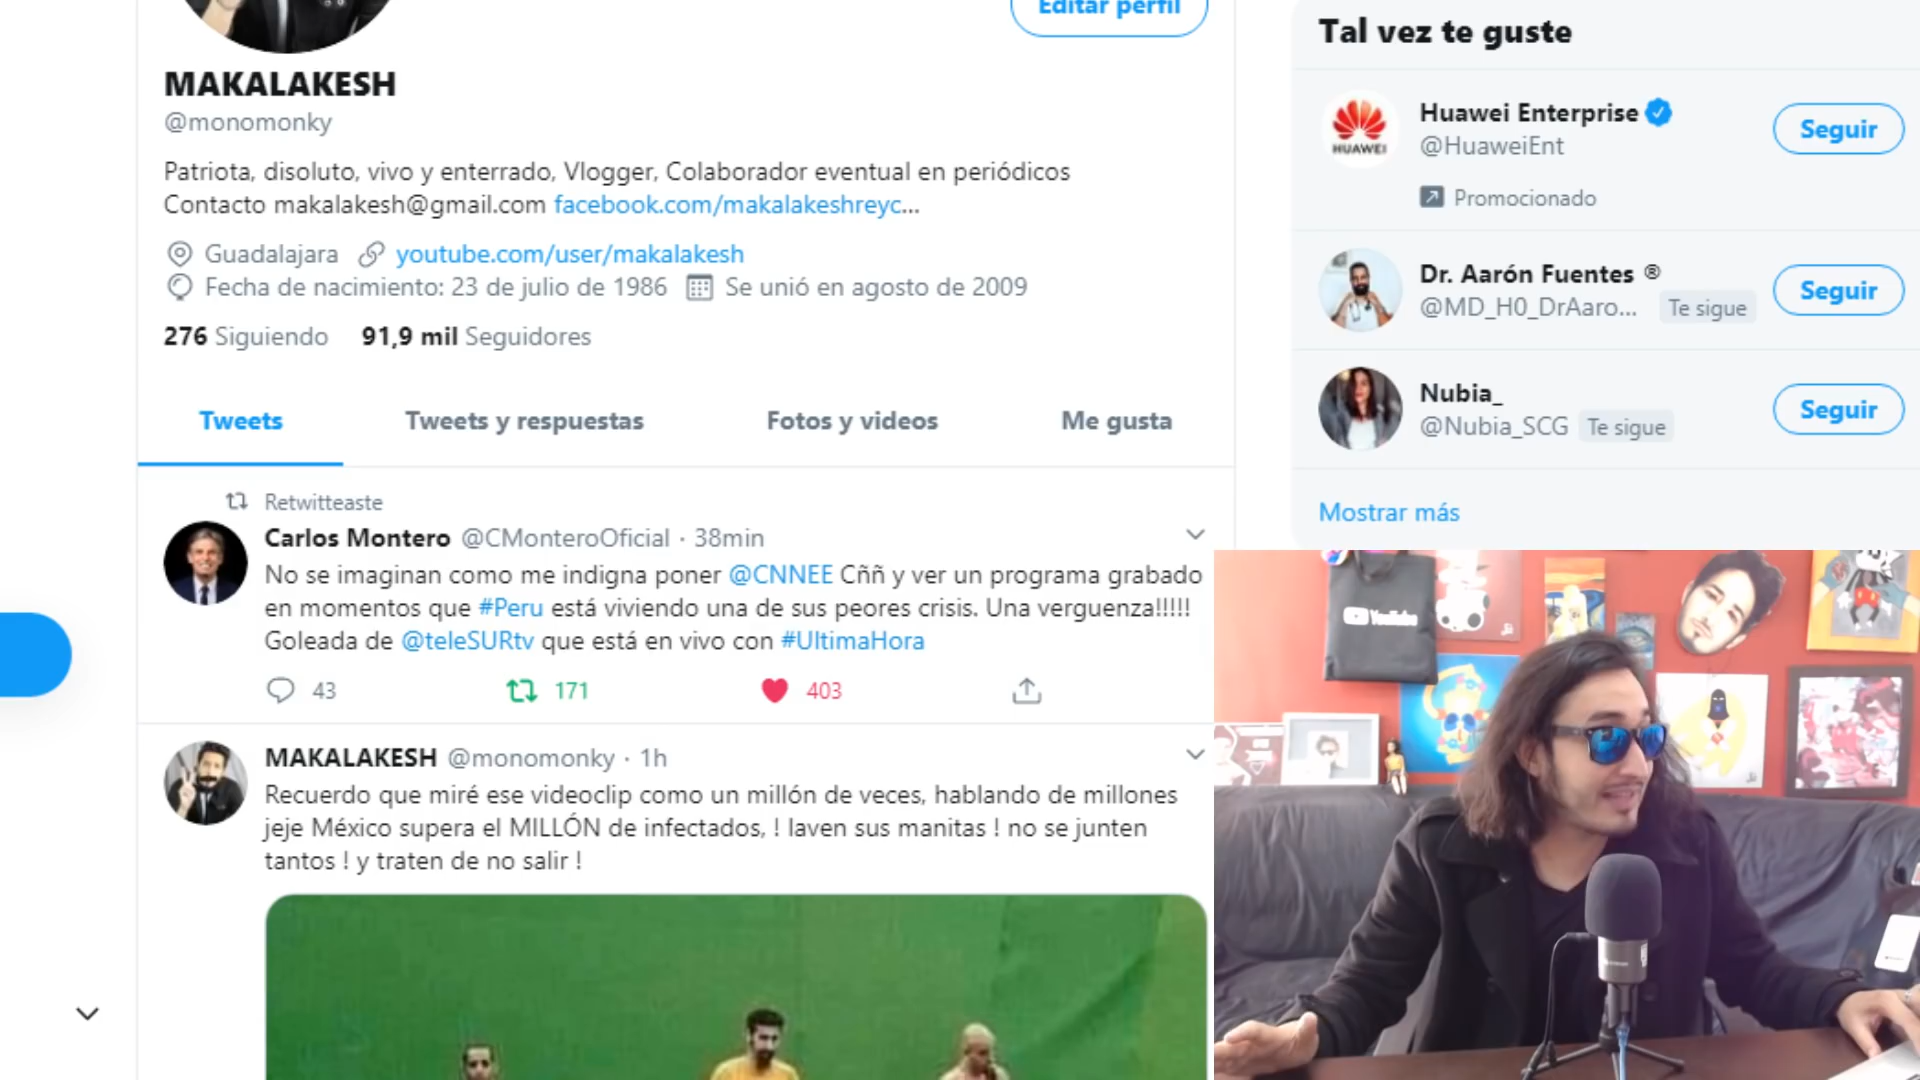 Editar perfil
MAKALAKESH
@monomonky
Patriota, disoluto, vivo y enterrado, Vlogger, Colaborador eventual en periódicos
Contacto makalakesh@gmail.com facebook.com/makalakeshreyc...
Guadalajara youtube.com/user/makalakesh
Fecha de nacimiento: 23 de julio de 1986 Se unió en agosto de 2009
276 Siguiendo 91,9 mil Seguidores
Tweets Tweets y respuestas Fotos y videos Me gusta
Retwitteaste
Carlos Montero @CMonteroOficial · 38min
No se imaginan como me indigna poner @CNNEE Cññ y ver un programa grabado
en momentos que #Peru está viviendo una de sus peores crisis. Una verguenza!!!!!
Goleada de @teleSURtv que está en vivo con #UltimaHora
43 171 403
MAKALAKESH @monomonky · 1h
Recuerdo que miré ese videoclip como un millón de veces, hablando de millones
jeje México supera el MILLÓN de infectados, ! laven sus manitas ! no se junten
tantos ! y traten de no salir !
Tal vez te guste
HUAWEI
Huawei Enterprise
@HuaweiEnt
Seguir
Promocionado
Dr. Aarón Fuentes ®
@MD_H0_DrAaro... Te sigue
Seguir
Nubia_
@Nubia_SCG Te sigue
Seguir
Mostrar más
YouTube